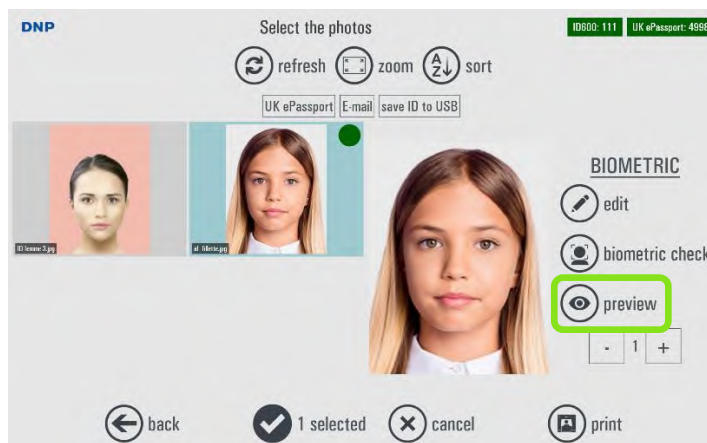 DNP
Select the photos
ID600: 111
UK ePassport: 4998
refresh
zoom
A
Z
sort
UK ePassport
E-mail
save ID to USB
ID femme 3.jpg
id_fillette.jpg
BIOMETRIC
edit
biometric check
preview
- 1 +
back
1 selected
cancel
print